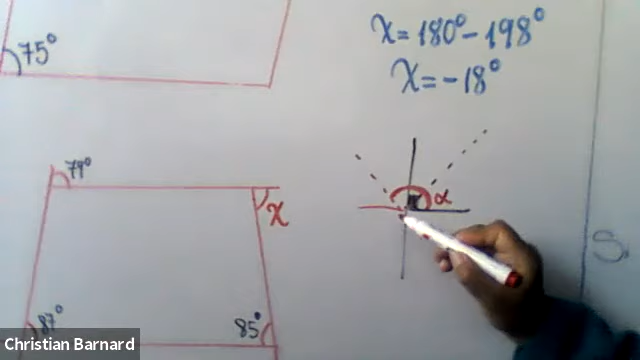 75°
x = 180° - 198°
x = -18°
79°
α
x
S.
87°
85°
Christian Barnard